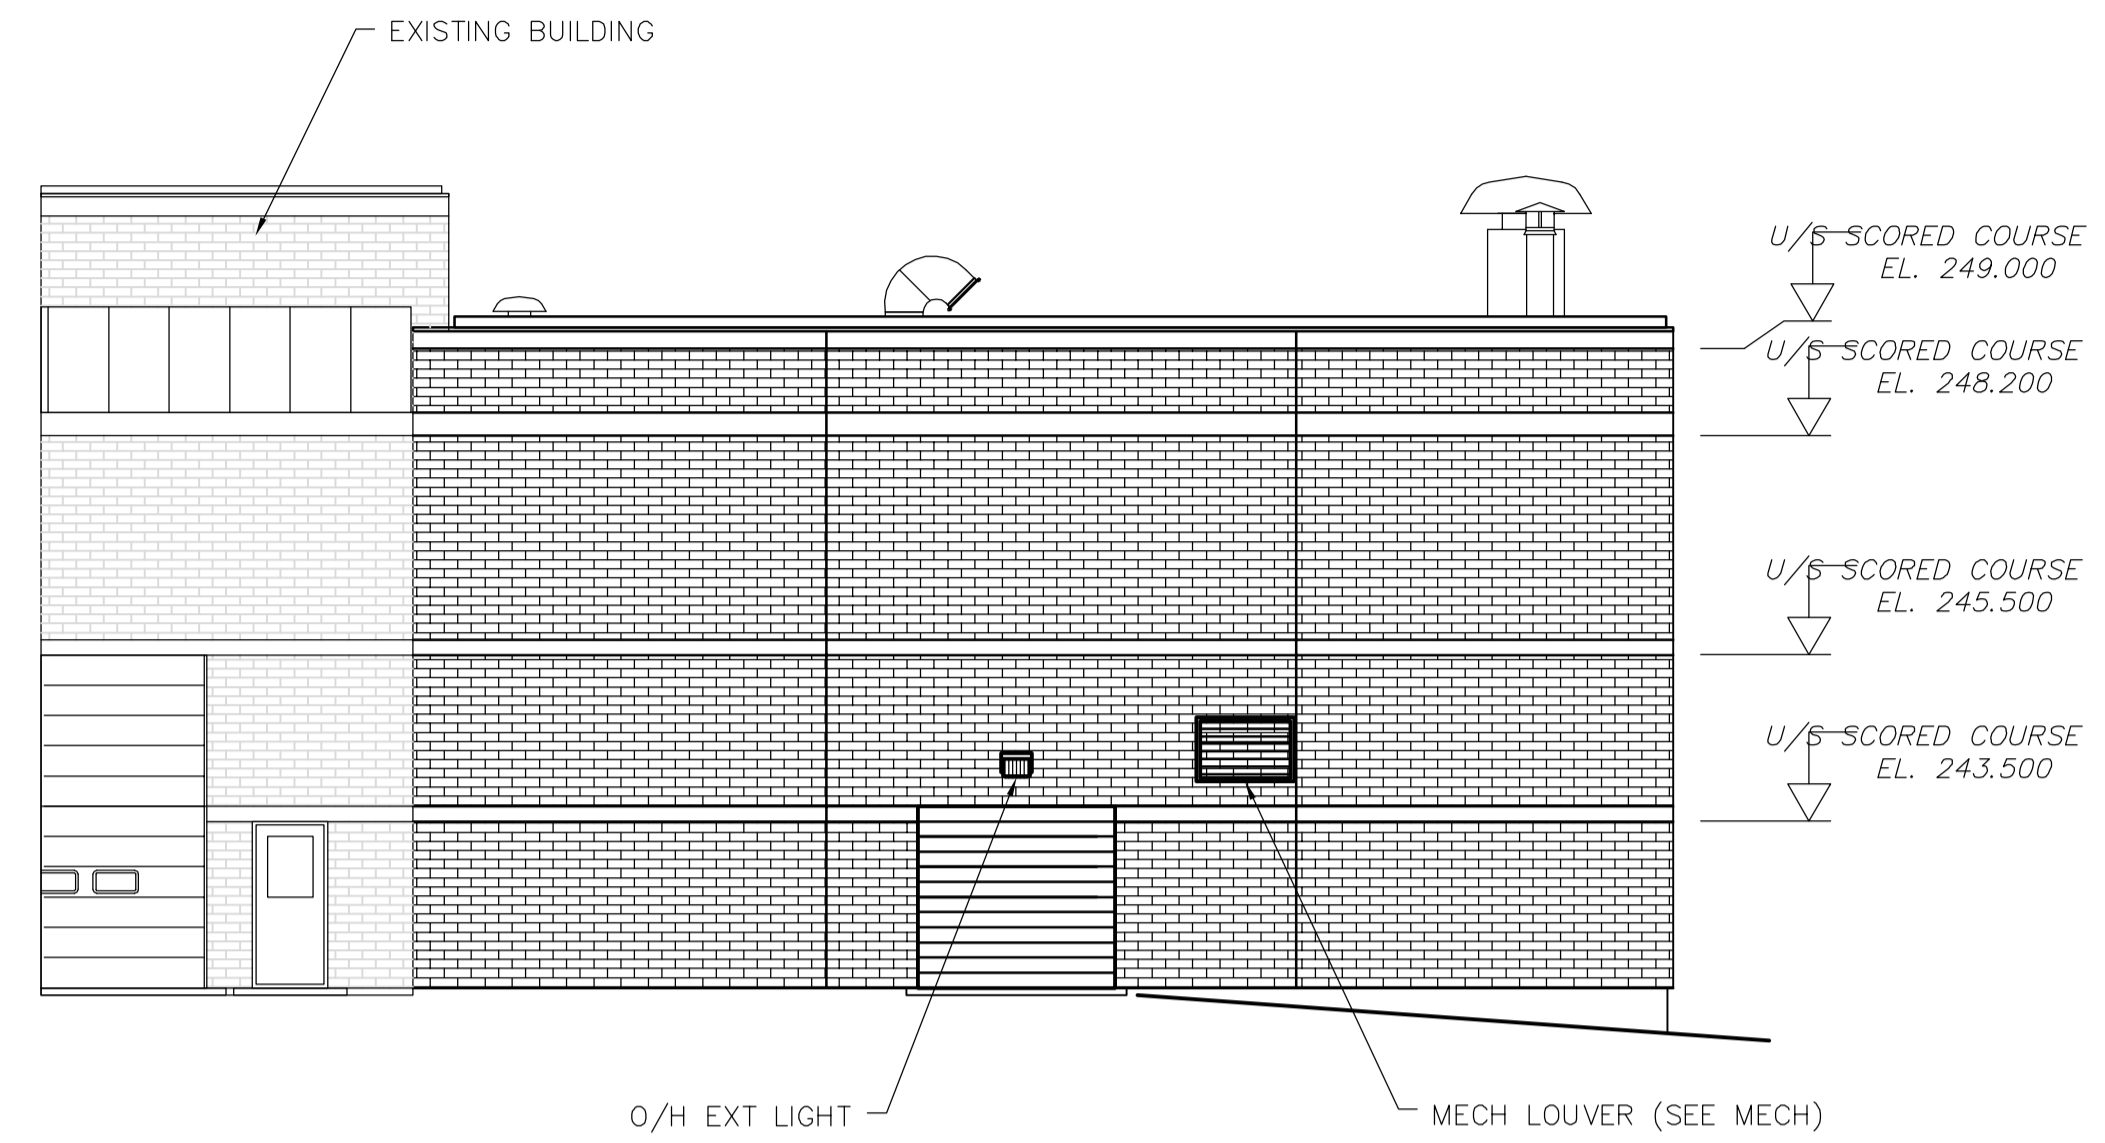 EXISTING BUILDING
U/S SCORED COURSE
EL. 249.000
U/S SCORED COURSE
EL. 248.200
U/S SCORED COURSE
EL. 245.500
U/S SCORED COURSE
EL. 243.500
O/H EXT LIGHT
MECH LOUVER (SEE MECH)